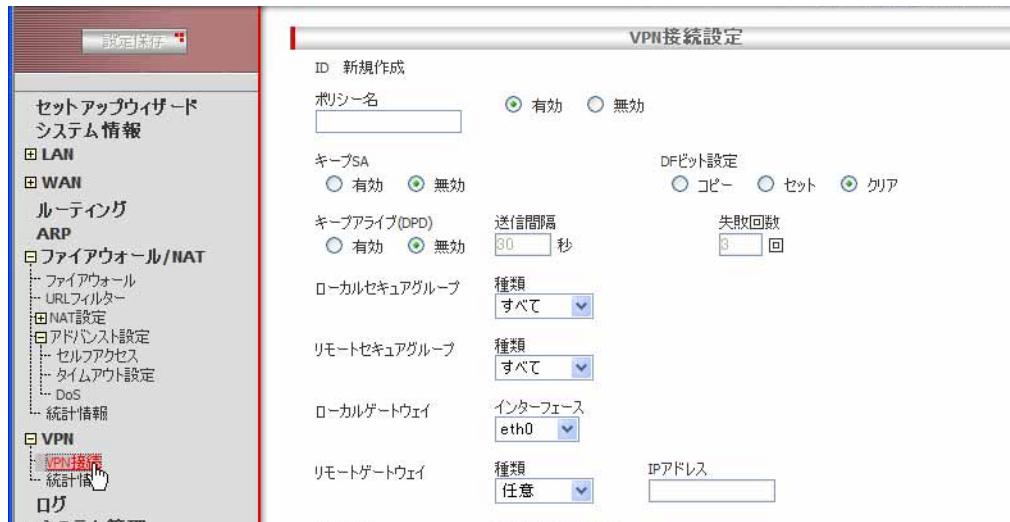 設定保存
セットアップウィザード
システム情報
LAN
WAN
ルーティング
ARP
ファイアウォール/NAT
ファイアウォール
URLフィルター
NAT設定
アドバンスト設定
セルフアクセス
タイムアウト設定
DoS
統計情報
VPN
VPN接続
統計情
ログ
システム管理
VPN接続設定
ID 新規作成
ポリシー名
有効 無効
キープSA DFビット設定
有効 無効 コピー セット クリア
キープアライブ(DPD) 送信間隔 失敗回数
有効 無効 30 秒 3 回
ローカルセキュアグループ 種類
すべて
リモートセキュアグループ 種類
すべて
ローカルゲートウェイ インターフェース
eth0
リモートゲートウェイ 種類 IPアドレス
任意